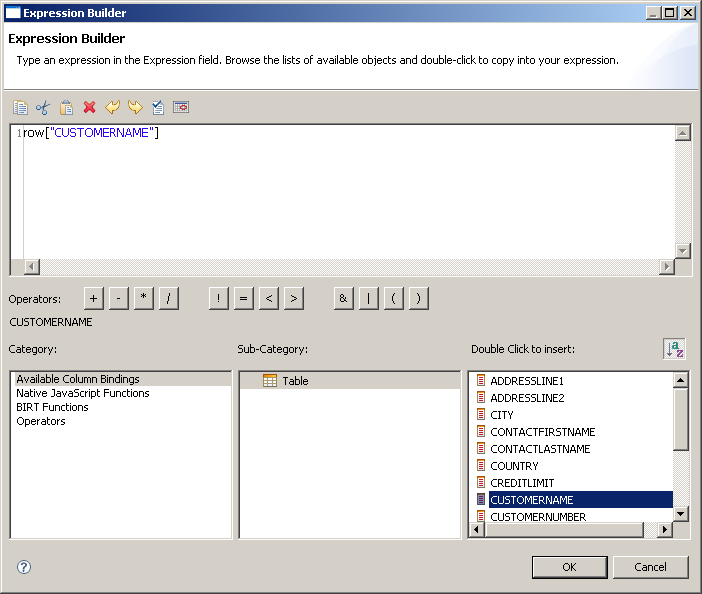 Expression Builder
Expression Builder
Type an expression in the Expression field. Browse the lists of available objects and double-click to copy into your expression.
1row["CUSTOMERNAME"]
Operators: + - * / ! = < > & | ( )
CUSTOMERNAME
Category: Sub-Category: Double Click to insert: a z
Available Column Bindings
Native JavaScript Functions
BIRT Functions
Operators
Table
ADDRESSLINE1
ADDRESSLINE2
CITY
CONTACTFIRSTNAME
CONTACTLASTNAME
COUNTRY
CREDITLIMIT
CUSTOMERNAME
CUSTOMERNUMBER
? OK Cancel